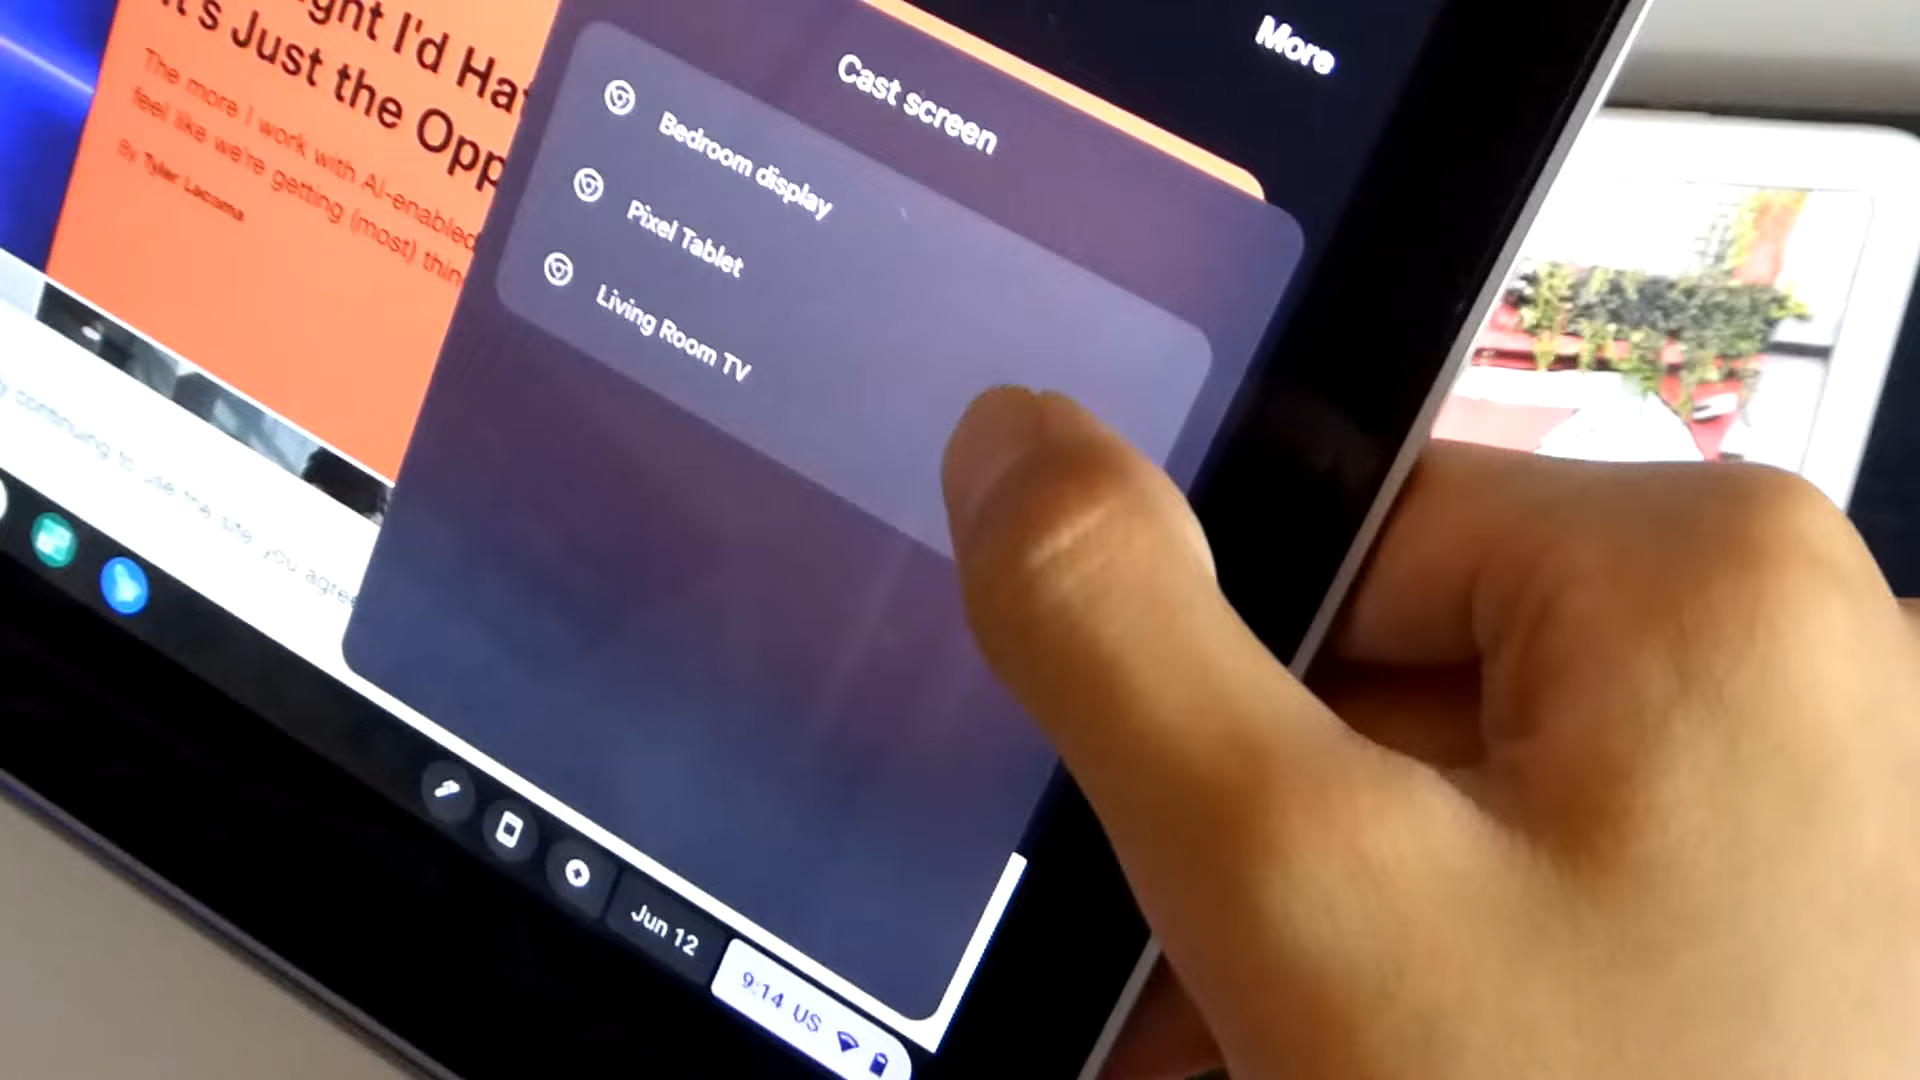 ght I'd Ha
It's Just the Opp
The more I work with AI-enabled
feel like we're getting (most) thin
By Tyler Lacoma
More
Cast screen
Bedroom display
Pixel Tablet
Living Room TV
continuing to use the site you agre
Jun 12
9:14 US